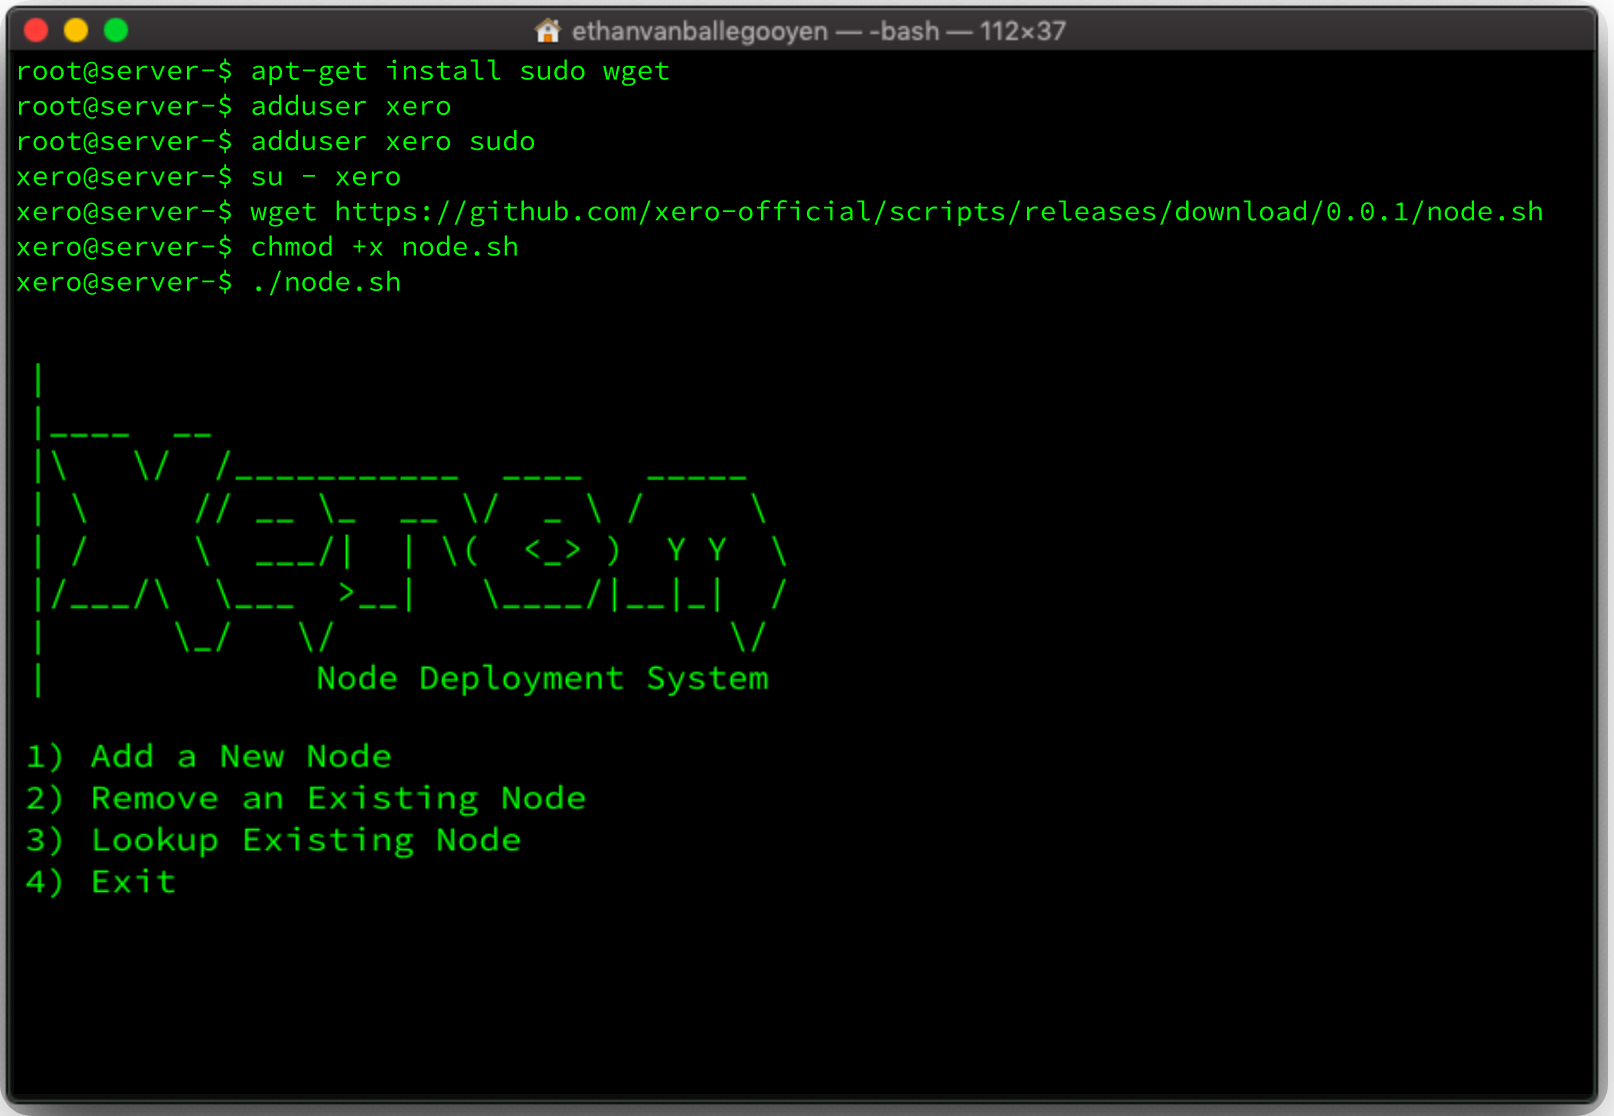 ethanvanballegooyen — -bash — 112×37
root@server-$ apt-get install sudo wget
root@server-$ adduser xero
root@server-$ adduser xero sudo
xero@server-$ su - xero
xero@server-$ wget https://github.com/xero-official/scripts/releases/download/0.0.1/node.sh
xero@server-$ chmod +x node.sh
xero@server-$ ./node.sh
Xerom
Node Deployment System
1) Add a New Node
2) Remove an Existing Node
3) Lookup Existing Node
4) Exit